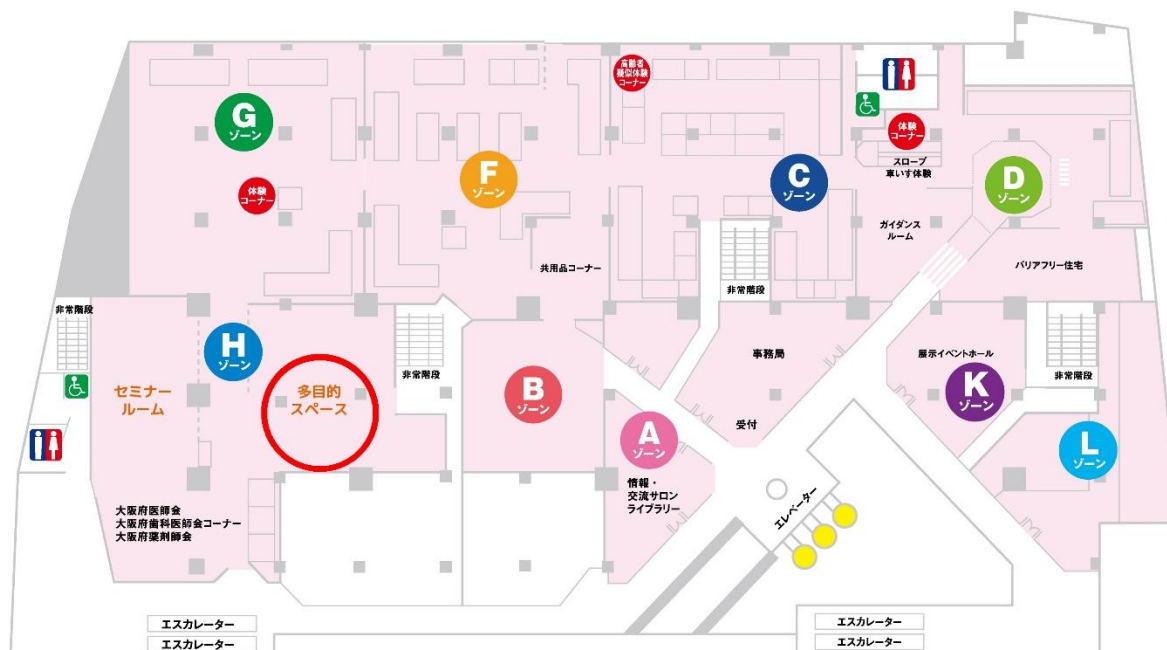 高齢者
疑似体験
コーナー
G
ゾーン
体験
コーナー
F
ゾーン
C
ゾーン
体験
コーナー
スロープ
車いす体験
D
ゾーン
体験
コーナー
ガイダンス
ルーム
共用品コーナー
バリアフリー住宅
非常階段
非常階段
H
ゾーン
事務局
展示イベントホール
セミナー
ルーム
多目的
スペース
非常階段
B
ゾーン
K
ゾーン
非常階段
受付
A
ゾーン
L
ゾーン
情報・
交流サロン
ライブラリー
エレベーター
大阪府医師会
大阪府歯科医師会コーナー
大阪府薬剤師会
エスカレーター
エスカレーター
エスカレーター
エスカレーター